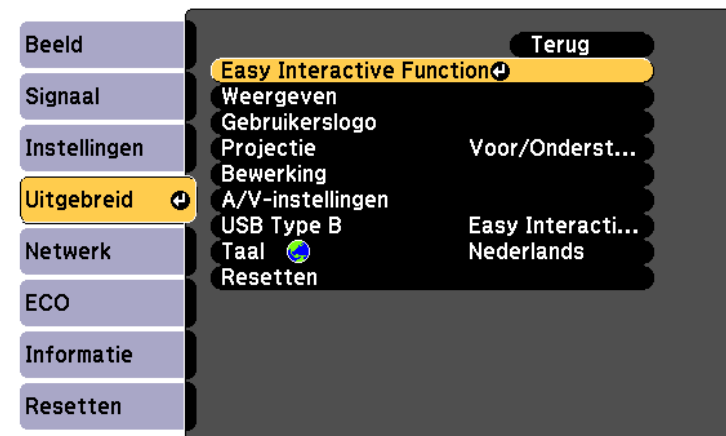 Beeld
Signaal
Instellingen
Uitgebreid
Netwerk
ECO
Informatie
Resetten
Terug
Easy Interactive Function
Weergeven
Gebruikerslogo
Projectie Voor/Onderst...
Bewerking
A/V-instellingen
USB Type B Easy Interacti...
Taal Nederlands
Resetten